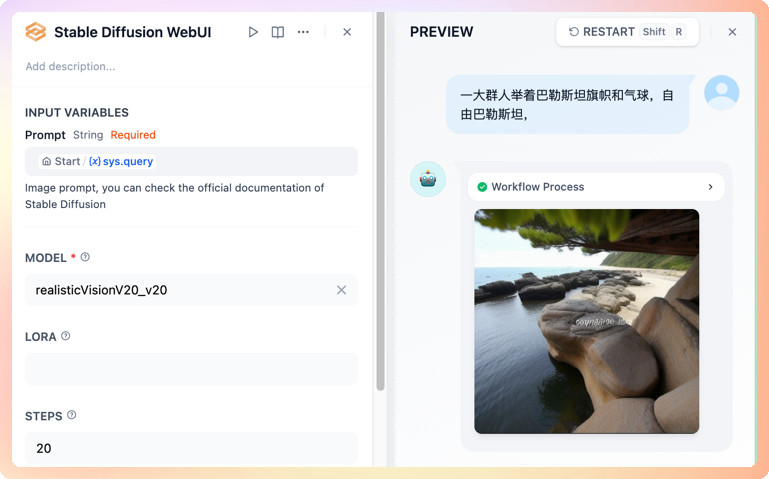 Stable Diffusion WebUI
Add description...
INPUT VARIABLES
Prompt String Required
Start / {x} sys.query
Image prompt, you can check the official documentation of
Stable Diffusion
MODEL *
realisticVisionV20_v20
LORA
STEPS
20
PREVIEW
RESTART Shift R
一大群人举着巴勒斯坦旗帜和气球，自
由巴勒斯坦，
Workflow Process